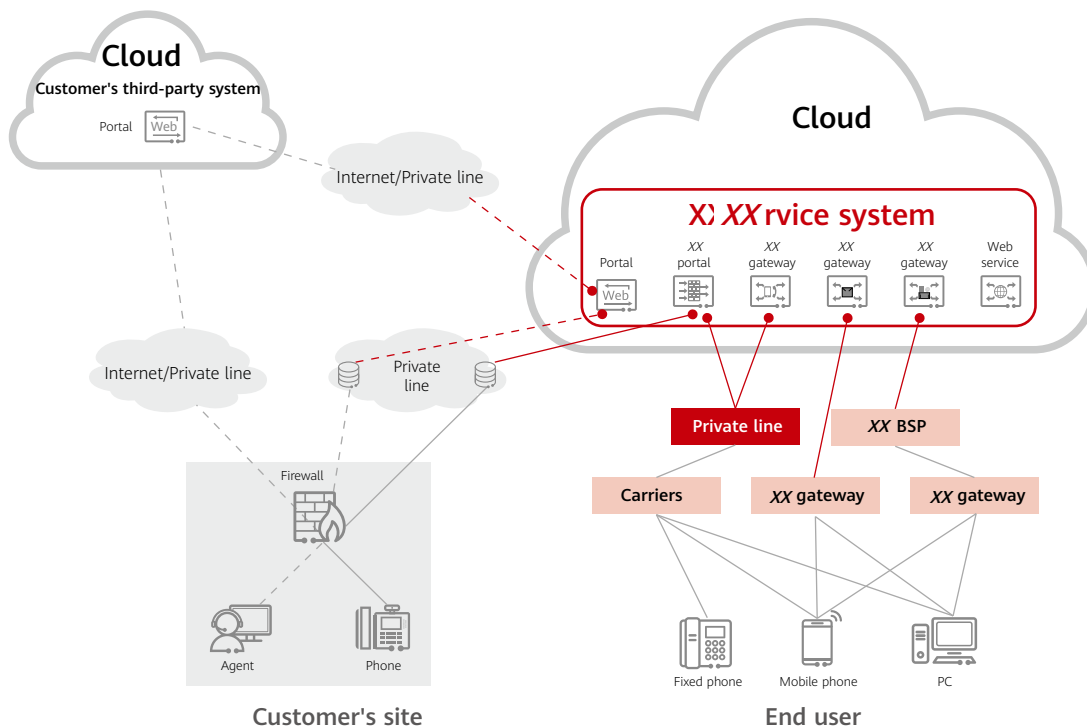 Cloud
Customer's third-party system
Portal
Web
Internet/Private line
Cloud
XX rvice system
Portal
Web
XX
portal
XX
gateway
XX
gateway
XX
gateway
Web
service
Internet/Private line
Private
line
Private line
XX BSP
Carriers
XX gateway
XX gateway
Firewall
Agent
Phone
Fixed phone
Mobile phone
PC
Customer's site
End user